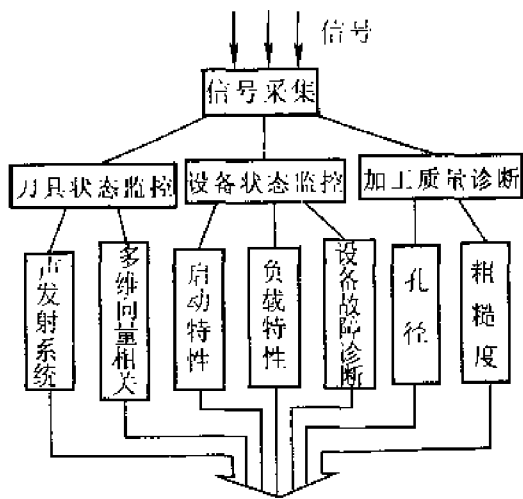 信号
信号采集
刀具状态监控
设备状态监控
加工质量诊断
声发射系统
多维向量相关
启动特性
负载特性
设备故障诊断
孔径
粗糙度